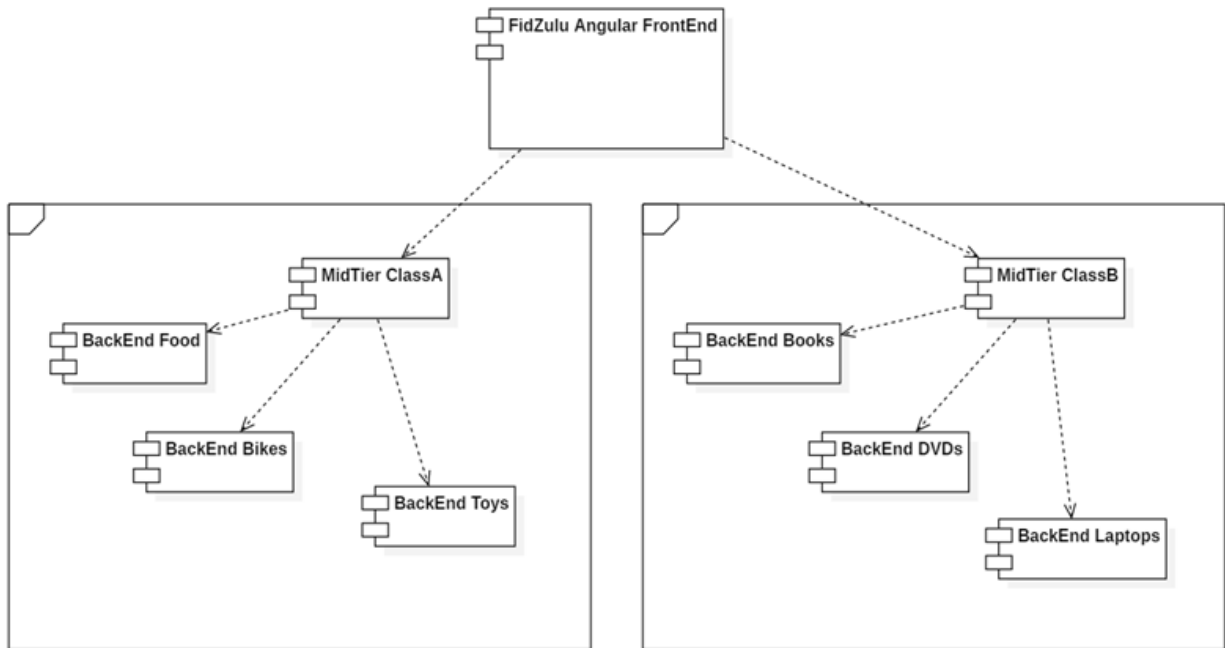 FidZulu Angular FrontEnd
MidTier ClassA
MidTier ClassB
BackEnd Food
BackEnd Books
BackEnd Bikes
BackEnd DVDs
BackEnd Toys
BackEnd Laptops